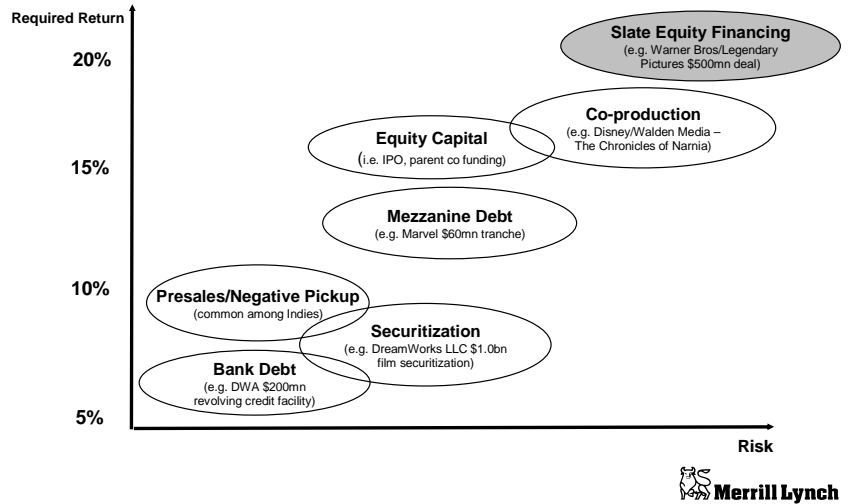 Required Return
Slate Equity Financing
(e.g. Warner Bros/Legendary
Pictures $500mn deal)
20%
Co-production
(e.g. Disney/Walden Media –
The Chronicles of Narnia)
Equity Capital
(i.e. IPO, parent co funding)
15%
Mezzanine Debt
(e.g. Marvel $60mn tranche)
10%
Presales/Negative Pickup
(common among Indies)
Securitization
(e.g. DreamWorks LLC $1.0bn
film securitization)
Bank Debt
(e.g. DWA $200mn
revolving credit facility)
5%
Risk
Merrill Lynch